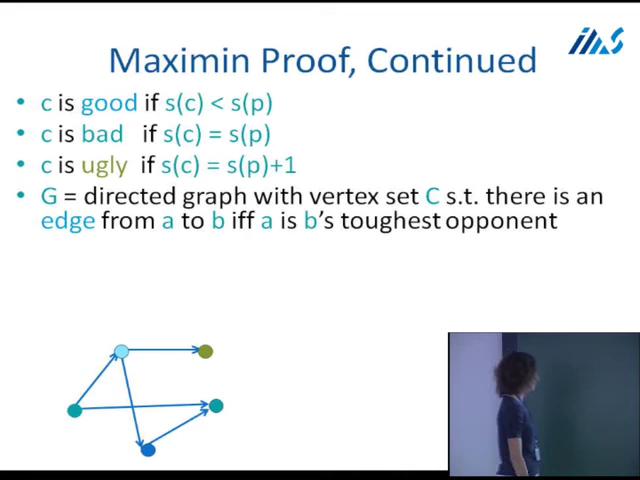 ims
Maximin Proof, Continued
• c is good if s(c) < s(p)
• c is bad if s(c) = s(p)
• c is ugly if s(c) = s(p)+1
• G = directed graph with vertex set C s.t. there is an
edge from a to b iff a is b's toughest opponent